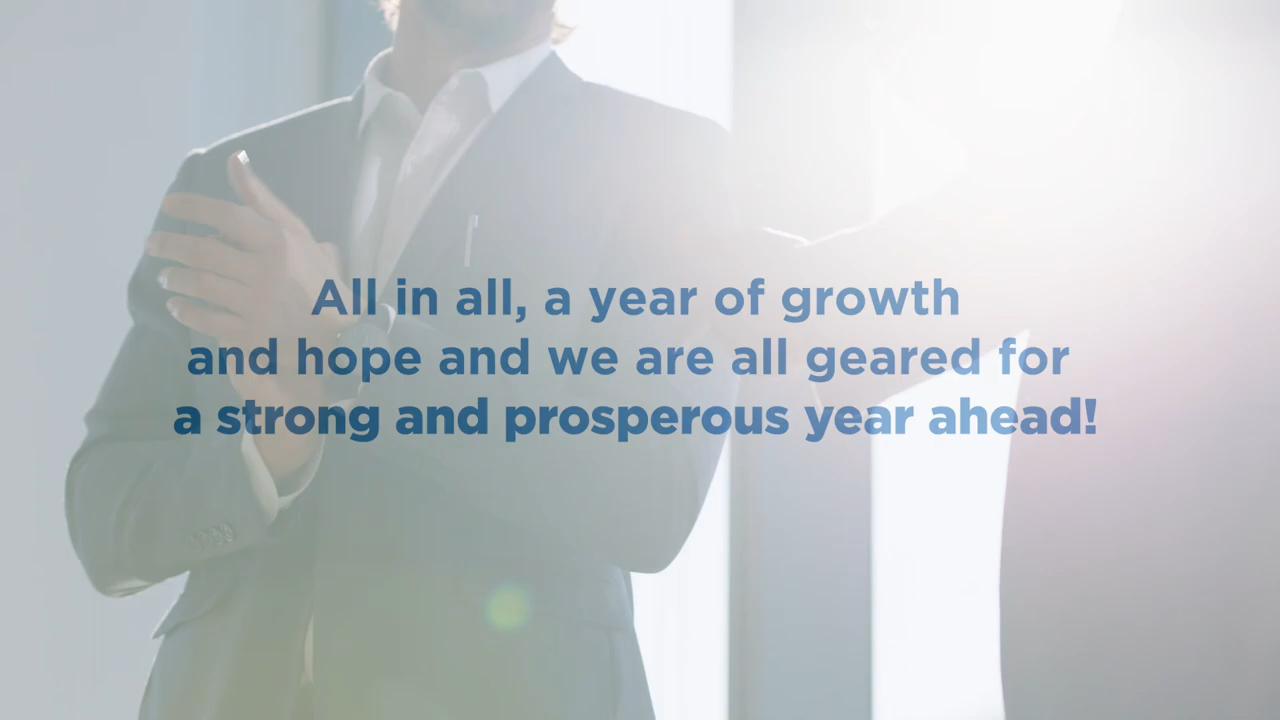 All in all, a year of growth
and hope and we are all geared for
a strong and prosperous year ahead!